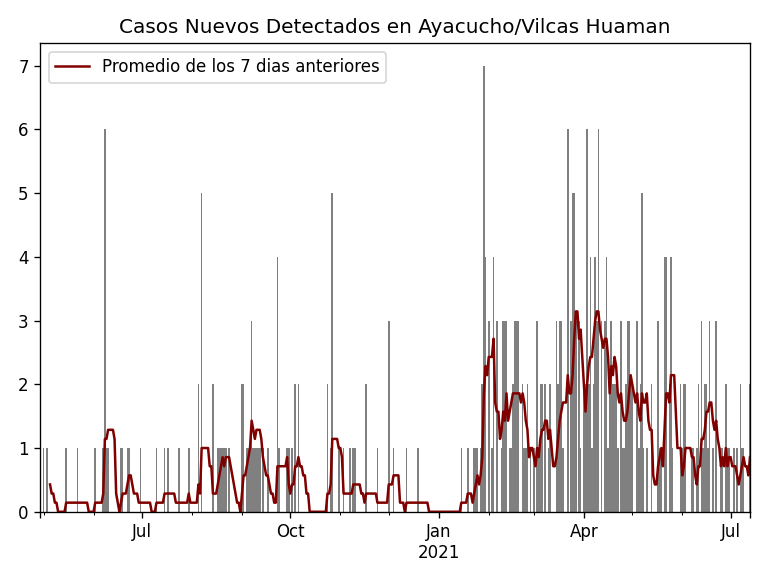 Casos Nuevos Detectados en Ayacucho/Vilcas Huaman
Promedio de los 7 dias anteriores
7
6
5
4
3
2
1
0
Jul
Oct
Jan
2021
Apr
Jul